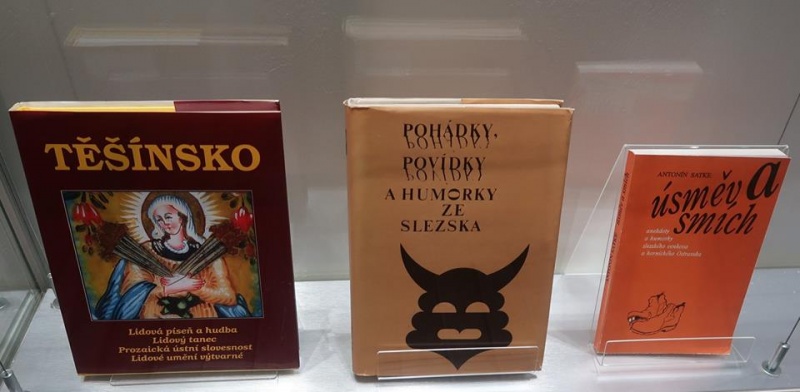 TĚŠÍNSKO
Lidová píseň a hudba
Lidový tanec
Prozaická ústní slovesnost
Lidové umění výtvarné
POHÁDKY,
POVÍDKY
A HUMORKY
ZE
SLEZSKA
ANTONÍN SATKE
úsměv a
smích
anekdoty
a humorky
slezského venkova
a hornického Ostravska